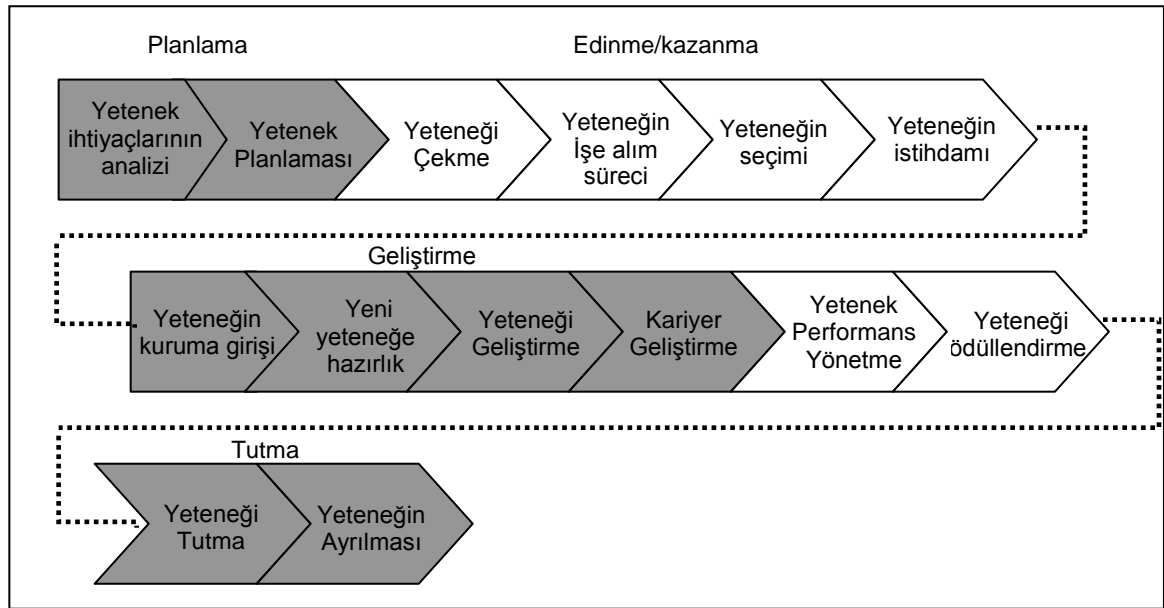 Planlama
Edinme/kazanma
Yetenek
ihtiyaçlarının
analizi
Yetenek
Planlaması
Yeteneği
Çekme
Yeteneğin
İşe alım
süreci
Yeteneğin
seçimi
Yeteneğin
istihdamı
Geliştirme
Yeteneğin
kuruma girişi
Yeni
yeteneğe
hazırlık
Yeteneği
Geliştirme
Kariyer
Geliştirme
Yetenek
Performans
Yönetme
Yeteneği
ödüllendirme
Tutma
Yeteneği
Tutma
Yeteneğin
Ayrılması